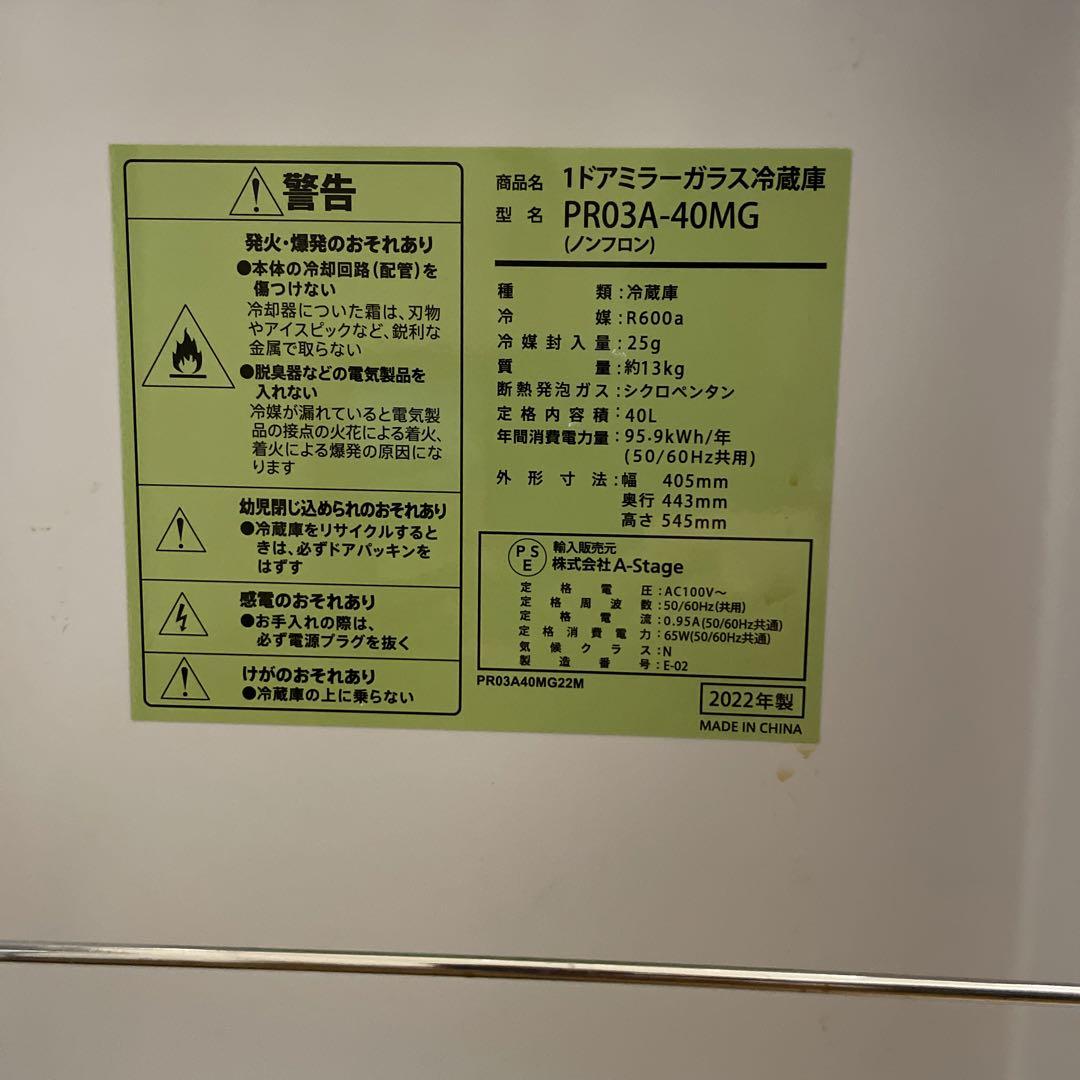 警告
発火・爆発のおそれあり
●本体の冷却回路(配管)を
傷つけない
冷却器についた霜は、刃物
やアイスピックなど、鋭利な
金属で取らない
●脱臭器などの電気製品を
入れない
冷媒が漏れていると電気製
品の接点の火花による着火、
着火による爆発の原因にな
ります
幼児閉じ込められのおそれあり
●冷蔵庫をリサイクルすると
きは、必ずドアパッキンを
はずす
感電のおそれあり
●お手入れの際は、
必ず電源プラグを抜く
けがのおそれあり
●冷蔵庫の上に乗らない
商品名 1ドアミラーガラス冷蔵庫
型名 PR03A-40MG
(ノンフロン)
種類:冷蔵庫
冷媒:R600a
冷媒封入量:25g
質量:約13kg
断熱発泡ガス:シクロペンタン
定格内容積:40L
年間消費電力量:95.9kWh/年
(50/60Hz共用)
外形寸法:幅 405mm
奥行 443mm
高さ 545mm
PSE
輸入販売元
株式会社A-Stage
定格電圧:AC100V～
定格周波数:50/60Hz(共用)
定格電流:0.95A(50/60Hz共通)
定格消費電力:65W(50/60Hz共通)
気候クラス:N
製造番号:E-02
PR03A40MG22M
2022年製
MADE IN CHINA